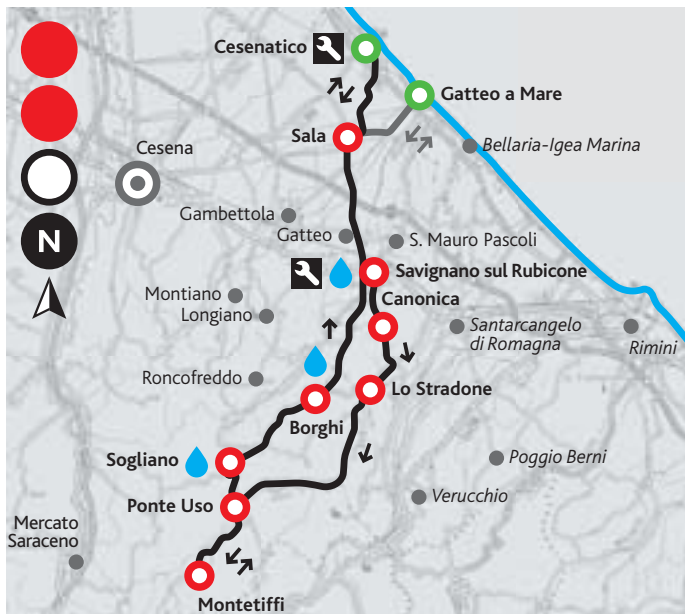 Cesenatico
Gatteo a Mare
Sala
Bellaria-Igea Marina
Cesena
Gambettola
Gatteo
S. Mauro Pascoli
N
Savignano sul Rubicone
Canonica
Montiano
Longiano
Santarcangelo
di Romagna
Rimini
Roncofreddo
Lo Stradone
Borghi
Sogliano
Poggio Berni
Verucchio
Ponte Uso
Mercato
Saraceno
Montetiffi